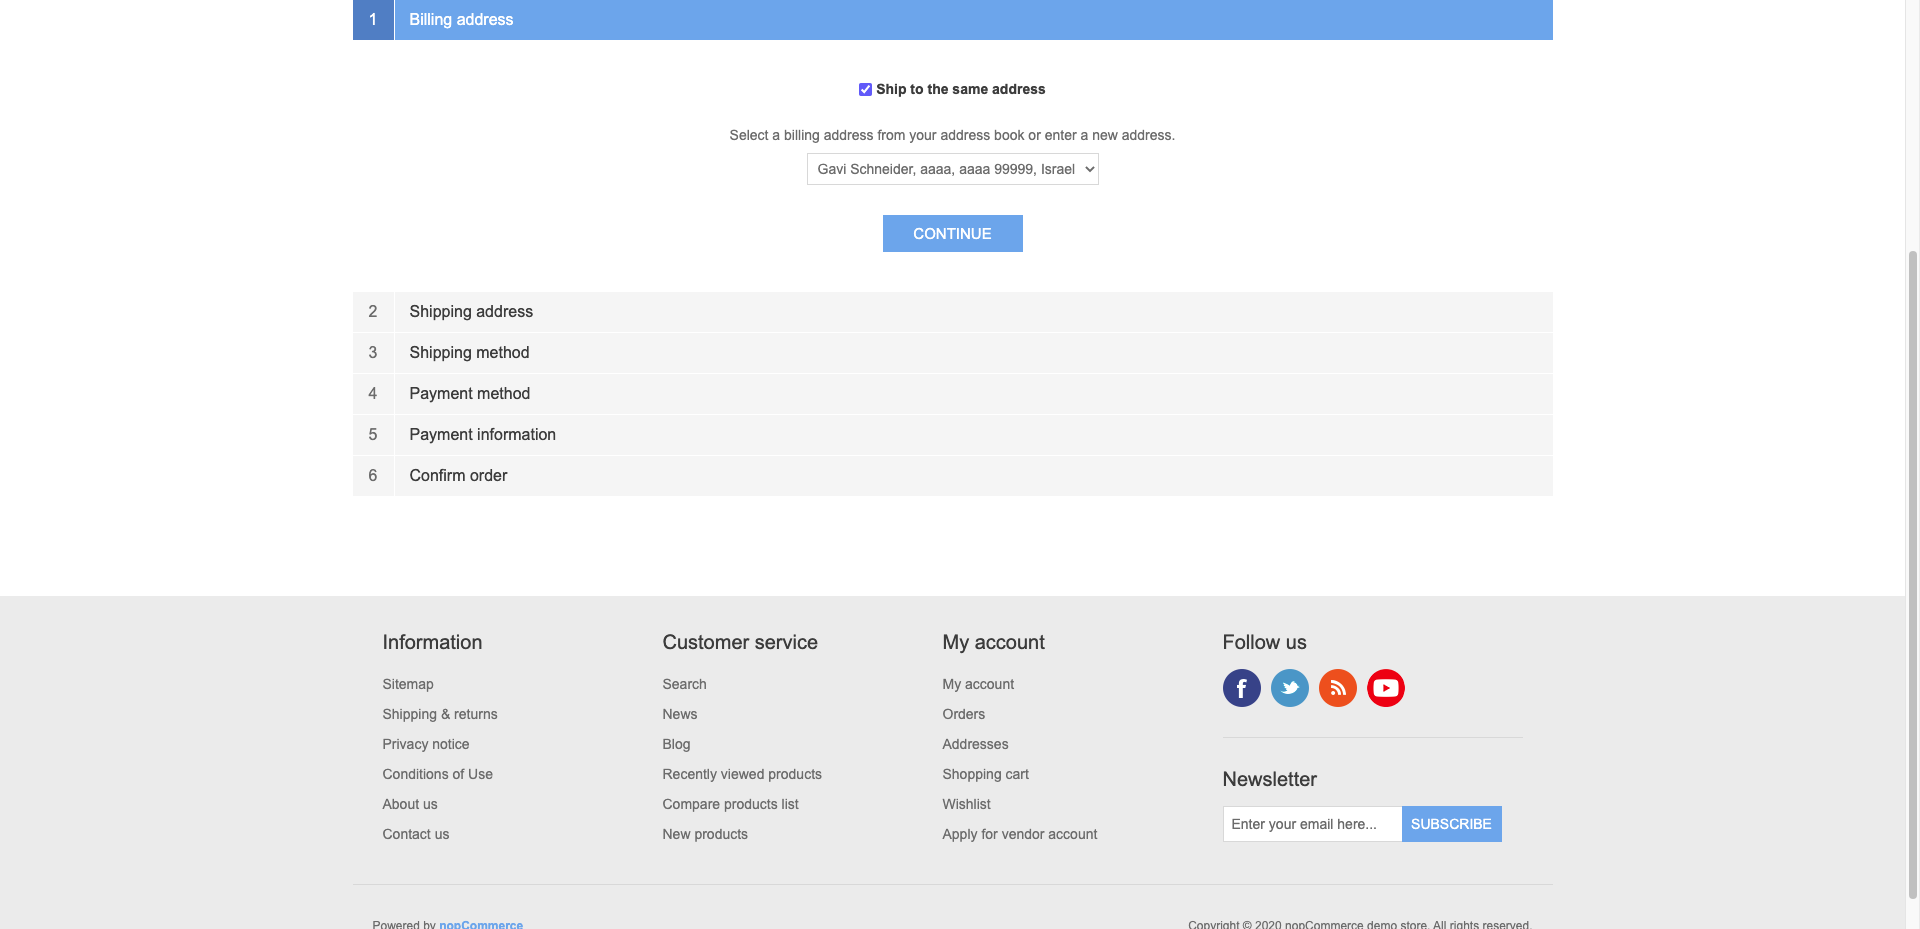 1 Billing address
Ship to the same address
Select a billing address from your address book or enter a new address.
Gavi Schneider, aaaa, aaaa 99999, Israel
CONTINUE
2 Shipping address
3 Shipping method
4 Payment method
5 Payment information
6 Confirm order
Information
Sitemap
Shipping & returns
Privacy notice
Conditions of Use
About us
Contact us
Customer service
Search
News
Blog
Recently viewed products
Compare products list
New products
My account
My account
Orders
Addresses
Shopping cart
Wishlist
Apply for vendor account
Follow us
Newsletter
Enter your email here... SUBSCRIBE
Powered by nopCommerce
Copyright © 2020 nopCommerce demo store. All rights reserved.